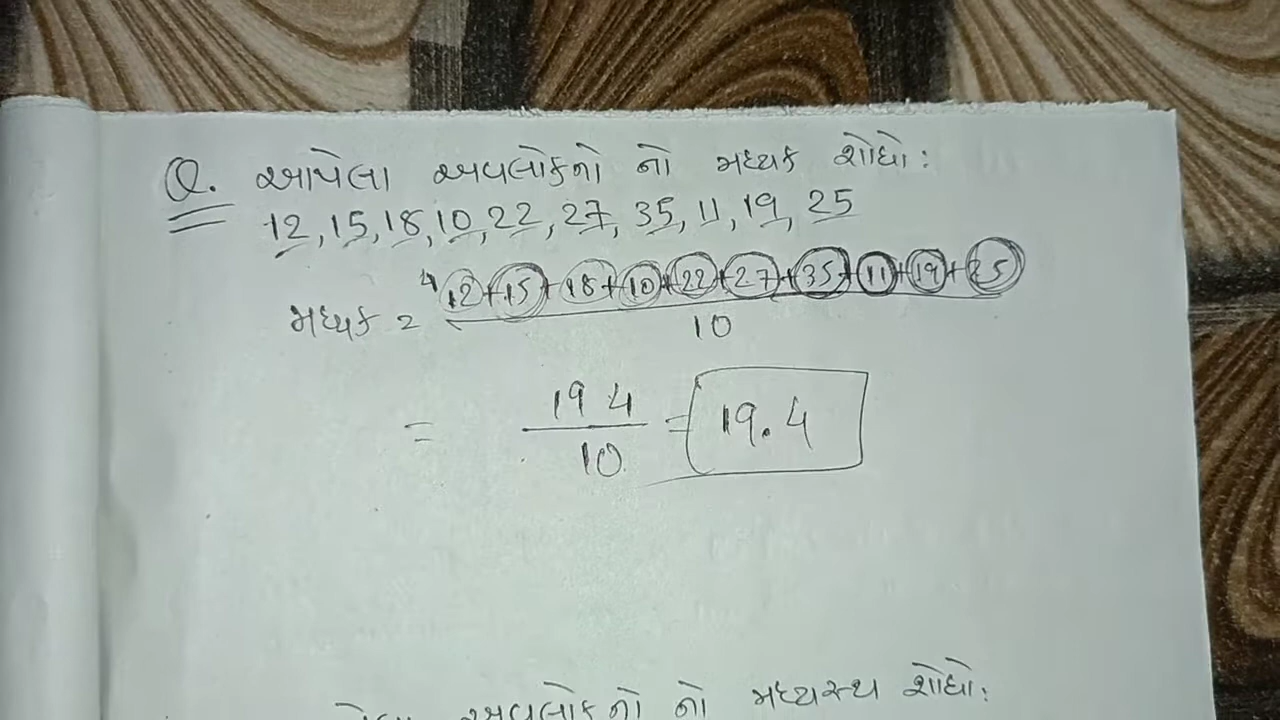 Q. આપેલા અવલોકનો નો મધ્યક શોધો:
12, 15, 18, 10, 22, 27, 35, 11, 19, 25
મધ્યક = 12+15+18+10+22+27+35+11+19+25
10
= 194 = 19.4
10
અવલોકનો નો મધ્યસ્થ શોધો: